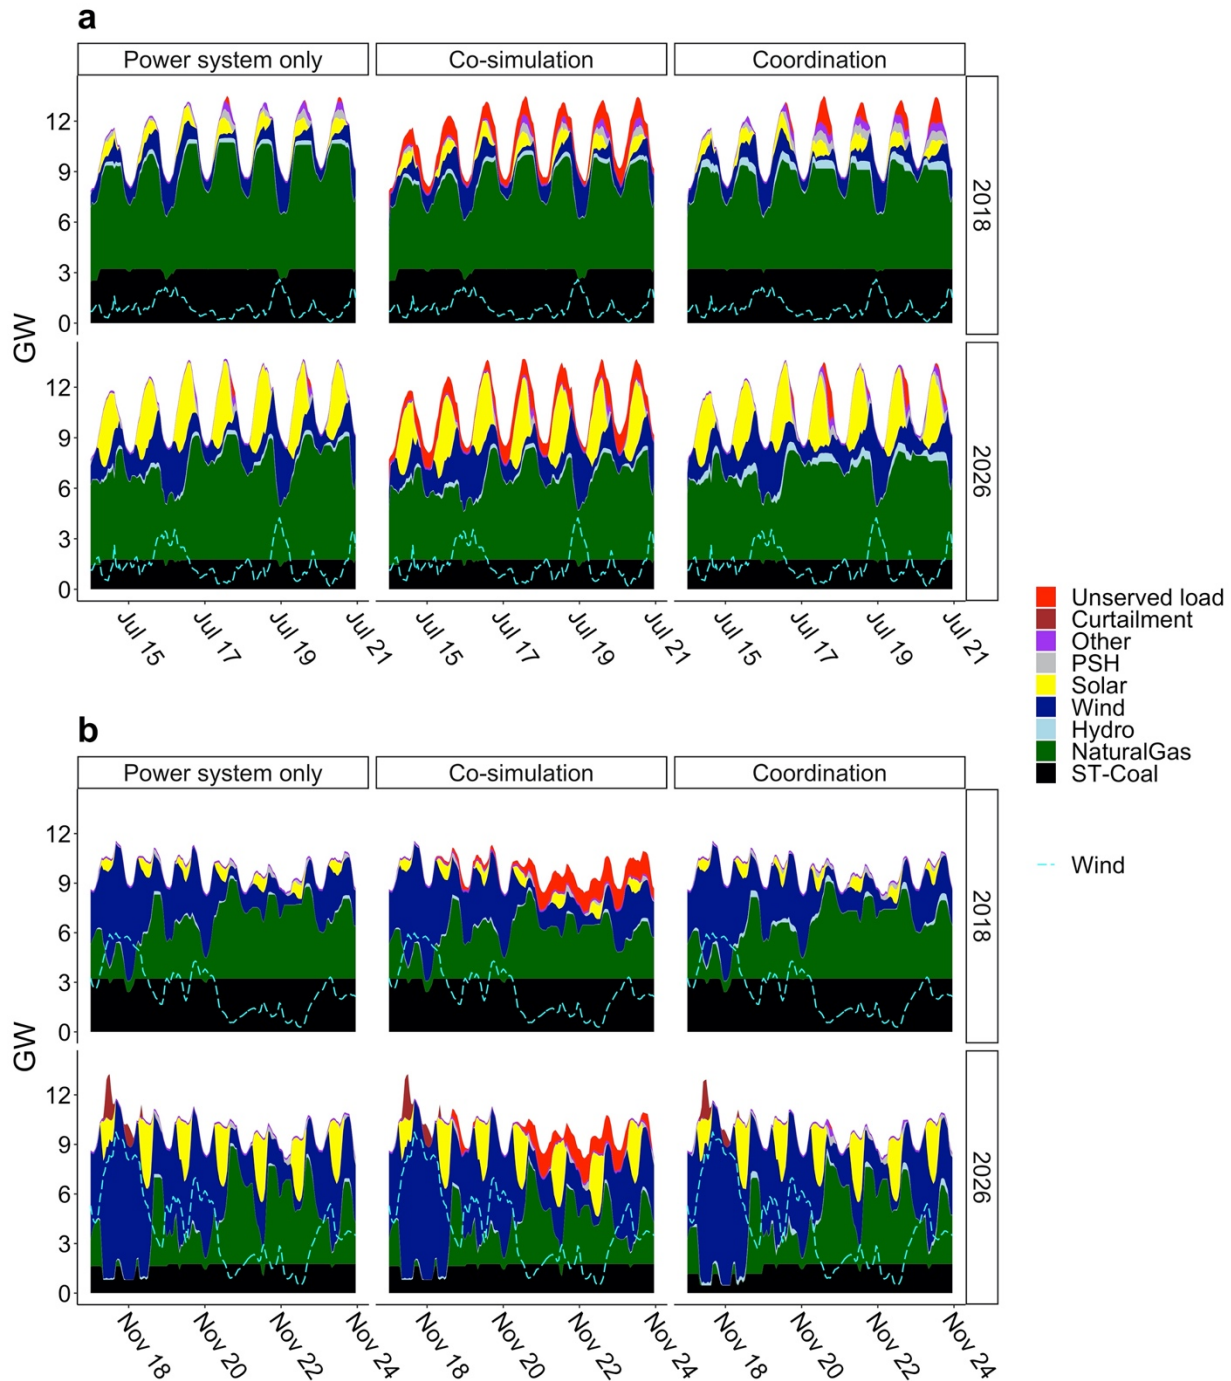 a
Power system only
Co-simulation
Coordination
12
9
6
3
0
2018
GW
12
9
6
3
0
2026
Jul 15
Jul 17
Jul 19
Jul 21
Jul 15
Jul 17
Jul 19
Jul 21
Jul 15
Jul 17
Jul 19
Jul 21
Unserved load
Curtailment
Other
PSH
Solar
Wind
Hydro
NaturalGas
ST-Coal
Wind
b
Power system only
Co-simulation
Coordination
12
9
6
3
0
2018
GW
12
9
6
3
0
2026
Nov 18
Nov 20
Nov 22
Nov 24
Nov 18
Nov 20
Nov 22
Nov 24
Nov 18
Nov 20
Nov 22
Nov 24